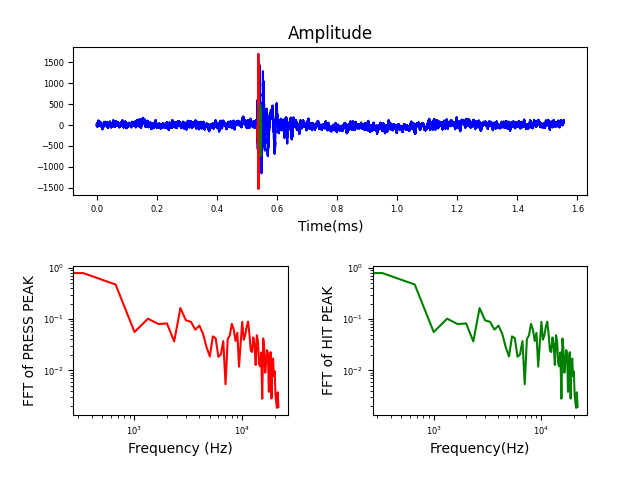 Amplitude
1500
1000
500
0
−500
−1000
−1500
0.0 0.2 0.4 0.6 0.8 1.0 1.2 1.4 1.6
Time(ms)
FFT of PRESS PEAK
10⁰
10⁻¹
10⁻²
10³ 10⁴
Frequency (Hz)
FFT of HIT PEAK
10⁰
10⁻¹
10⁻²
10³ 10⁴
Frequency(Hz)